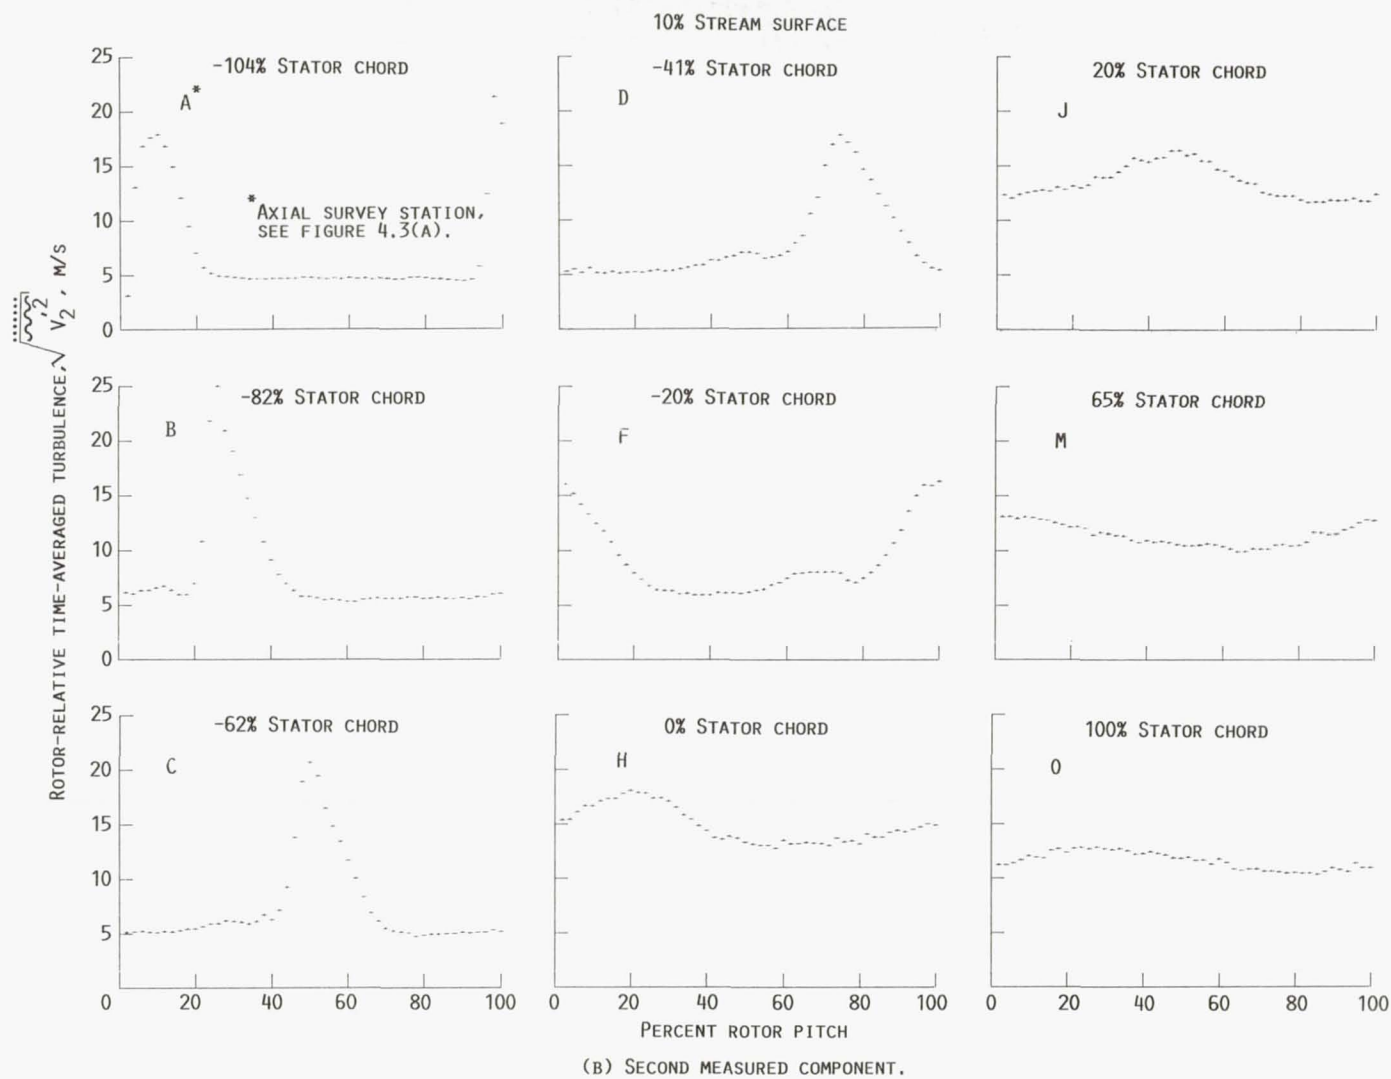 10% STREAM SURFACE
-104% STATOR CHORD
A*
*AXIAL SURVEY STATION,
SEE FIGURE 4.3(A).
25
20
15
10
5
0
-41% STATOR CHORD
D
20% STATOR CHORD
J
-82% STATOR CHORD
B
25
20
15
10
5
0
-20% STATOR CHORD
F
65% STATOR CHORD
M
-62% STATOR CHORD
C
25
20
15
10
5
0
0 20 40 60 80 100
0% STATOR CHORD
H
20 40 60 80 100
100% STATOR CHORD
O
0 20 40 60 80 100
ROTOR-RELATIVE TIME-AVERAGED TURBULENCE, √V₂'², M/S
PERCENT ROTOR PITCH
(B) SECOND MEASURED COMPONENT.